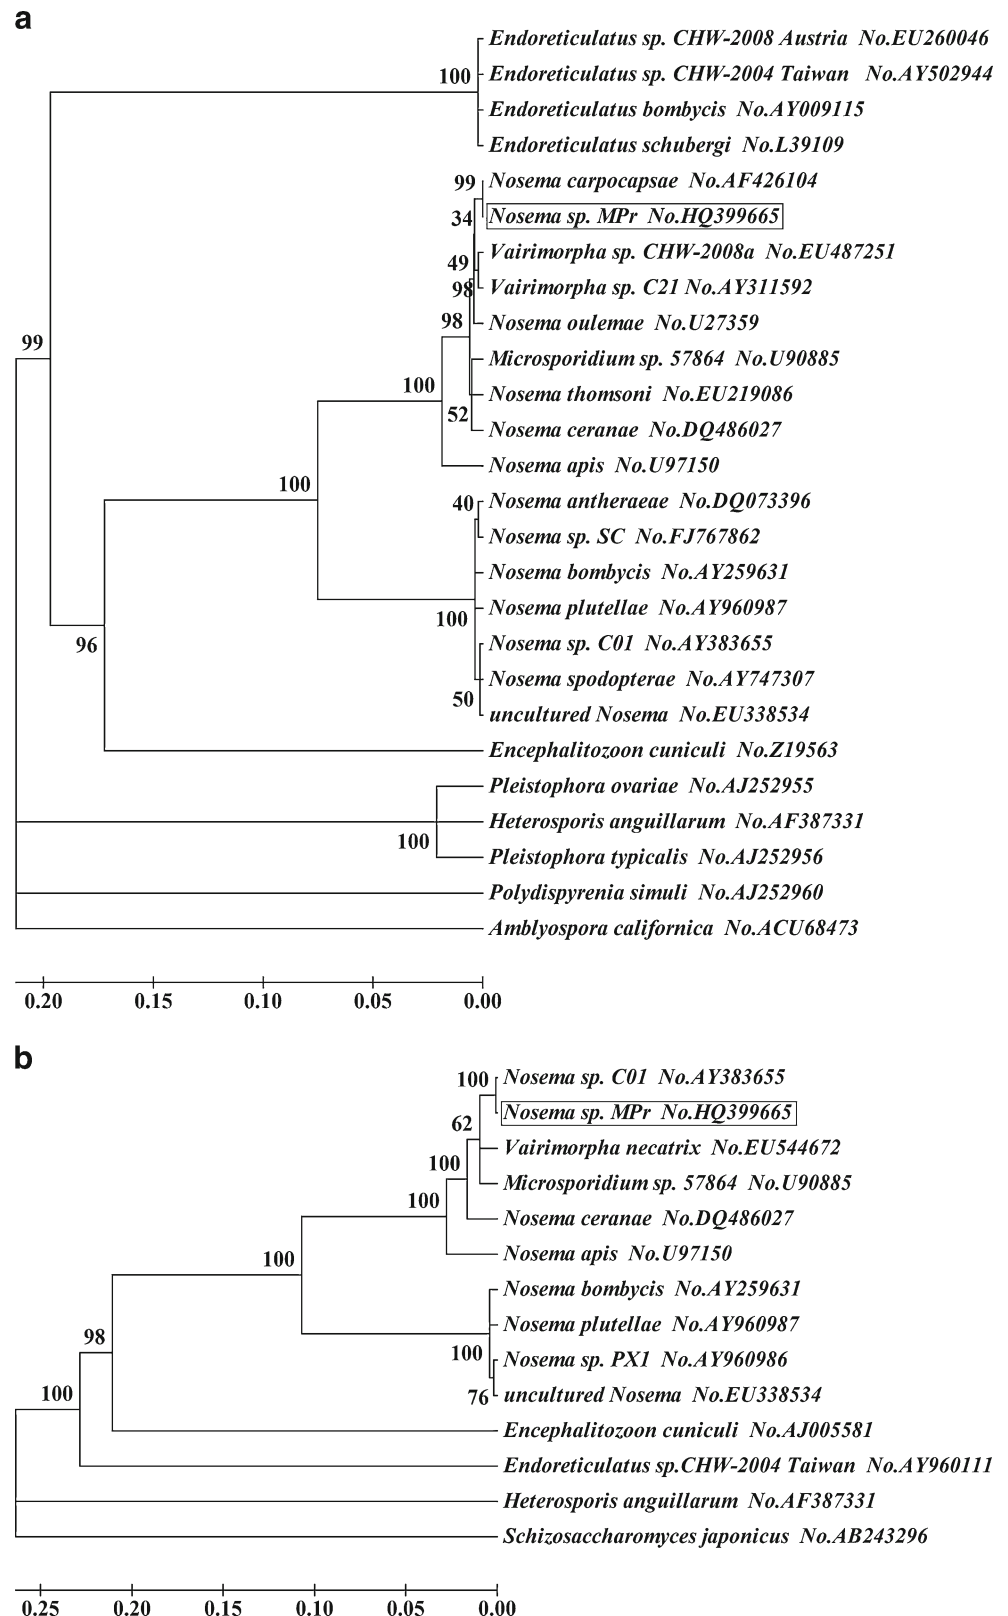 a
Endoreticulatus sp. CHW-2008 Austria No.EU260046
100
Endoreticulatus sp. CHW-2004 Taiwan No.AY502944
Endoreticulatus bombycis No.AY009115
Endoreticulatus schubergi No.L39109
99
Nosema carpocapsae No.AF426104
34
Nosema sp. MPr No.HQ399665
Vairimorpha sp. CHW-2008a No.EU487251
49
98
Vairimorpha sp. C21 No.AY311592
98
Nosema oulemae No.U27359
99
Microsporidium sp. 57864 No.U90885
100
Nosema thomsoni No.EU219086
52
Nosema ceranae No.DQ486027
Nosema apis No.U97150
100
40
Nosema antheraeae No.DQ073396
Nosema sp. SC No.FJ767862
Nosema bombycis No.AY259631
Nosema plutellae No.AY960987
100
96
Nosema sp. C01 No.AY383655
Nosema spodopterae No.AY747307
50
uncultured Nosema No.EU338534
Encephalitozoon cuniculi No.Z19563
Pleistophora ovariae No.AJ252955
Heterosporis anguillarum No.AF387331
100
Pleistophora typicalis No.AJ252956
Polydispyrenia simuli No.AJ252960
Amblyospora californica No.ACU68473
0.20 0.15 0.10 0.05 0.00
b
100
Nosema sp. C01 No.AY383655
Nosema sp. MPr No.HQ399665
62
Vairimorpha necatrix No.EU544672
100
Microsporidium sp. 57864 No.U90885
100
Nosema ceranae No.DQ486027
100
Nosema apis No.U97150
Nosema bombycis No.AY259631
98
Nosema plutellae No.AY960987
100
Nosema sp. PX1 No.AY960986
100
76
uncultured Nosema No.EU338534
Encephalitozoon cuniculi No.AJ005581
Endoreticulatus sp.CHW-2004 Taiwan No.AY960111
Heterosporis anguillarum No.AF387331
Schizosaccharomyces japonicus No.AB243296
0.25 0.20 0.15 0.10 0.05 0.00